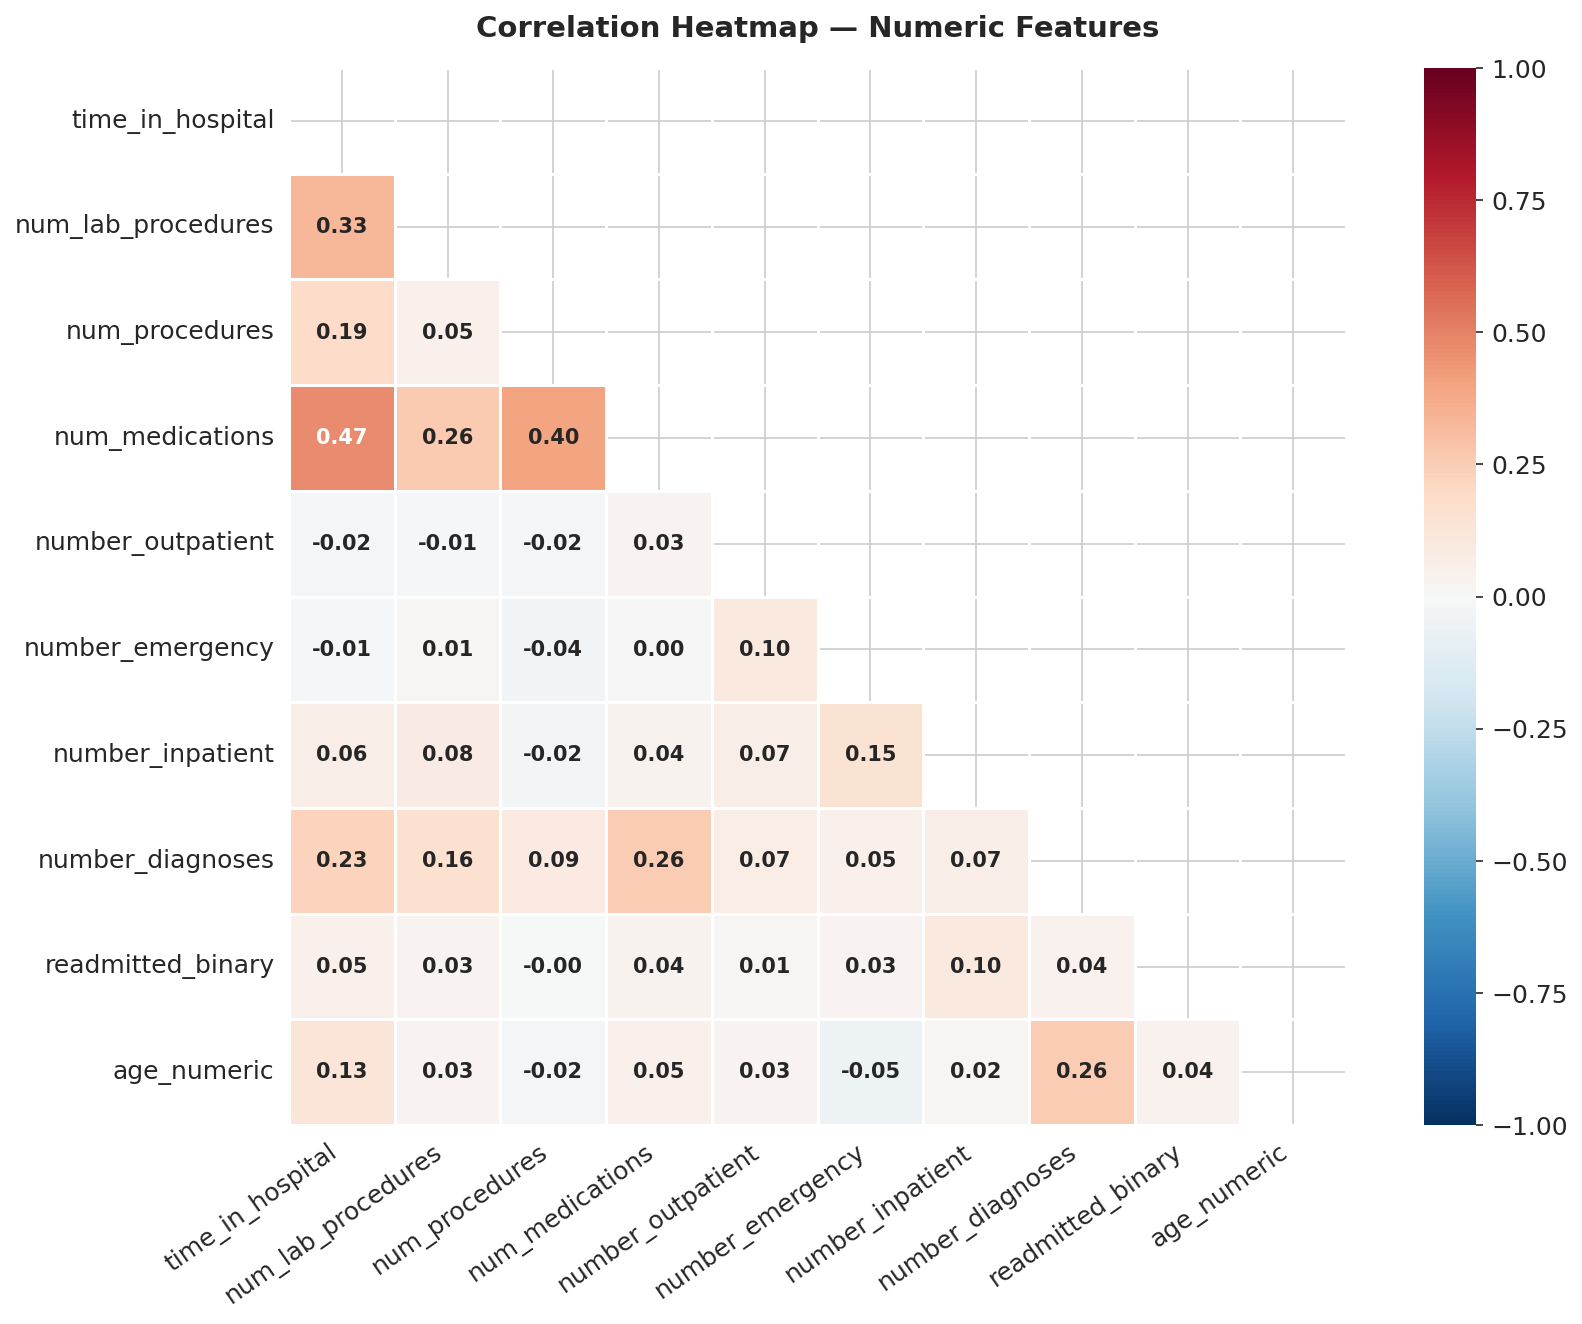 Correlation Heatmap — Numeric Features
time_in_hospital
num_lab_procedures 0.33
num_procedures 0.19 0.05
num_medications 0.47 0.26 0.40
number_outpatient -0.02 -0.01 -0.02 0.03
number_emergency -0.01 0.01 -0.04 0.00 0.10
number_inpatient 0.06 0.08 -0.02 0.04 0.07 0.15
number_diagnoses 0.23 0.16 0.09 0.26 0.07 0.05 0.07
readmitted_binary 0.05 0.03 -0.00 0.04 0.01 0.03 0.10 0.04
age_numeric 0.13 0.03 -0.02 0.05 0.03 -0.05 0.02 0.26 0.04
time_in_hospital
num_lab_procedures
num_procedures
num_medications
number_outpatient
number_emergency
number_inpatient
number_diagnoses
readmitted_binary
age_numeric
1.00
0.75
0.50
0.25
0.00
−0.25
−0.50
−0.75
−1.00